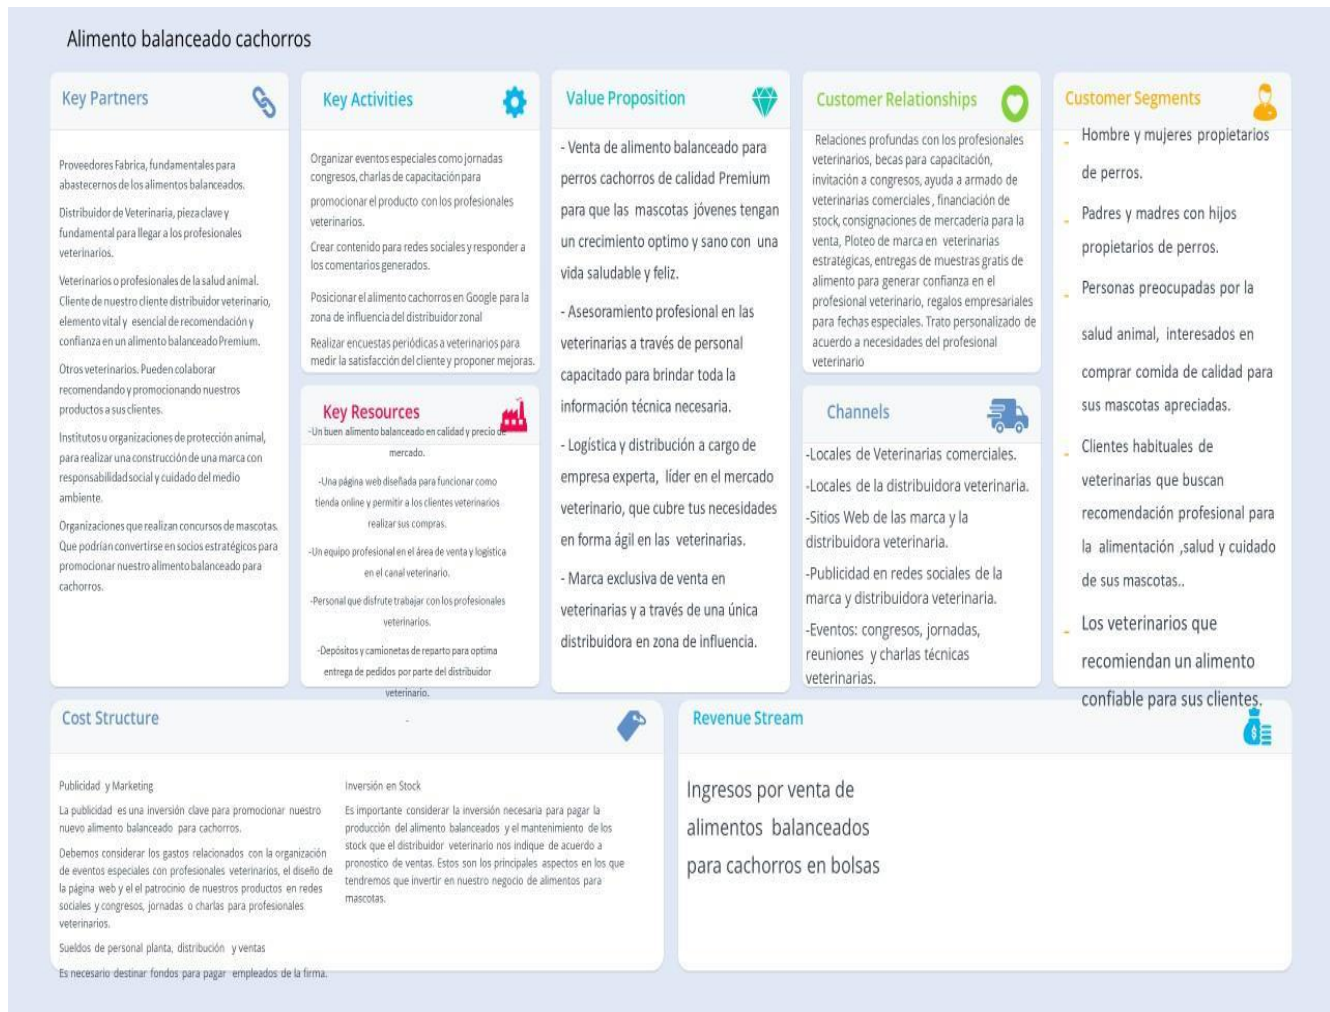 Alimento balanceado cachorros
Key Partners
Proveedores Fabrica, fundamentales para
abastecernos de los alimentos balanceados.
Distribuidor de Veterinaria, pieza clave y
fundamental para llegar a los profesionales
veterinarios.
Veterinarios o profesionales de la salud animal.
Cliente de nuestro cliente distribuidor veterinario,
elemento vital y esencial de recomendación y
confianza en un alimento balanceado Premium.
Otros veterinarios. Pueden colaborar
recomendando y promocionando nuestros
productos a sus clientes.
Institutos u organizaciones de protección animal,
para realizar una construcción de una marca con
responsabilidad social y cuidado del medio
ambiente.
Organizaciones que realizan concursos de mascotas.
Que podrían convertirse en socios estratégicos para
promocionar nuestro alimento balanceado para
cachorros.
Key Activities
Organizar eventos especiales como jornadas
congresos, charlas de capacitación para
promocionar el producto con los profesionales
veterinarios.
Crear contenido para redes sociales y responder a
los comentarios generados.
Posicionar el alimento cachorros en Google para la
zona de influencia del distribuidor zonal
Realizar encuestas periódicas a veterinarios para
medir la satisfacción del cliente y proponer mejoras.
Key Resources
-Un buen alimento balanceado en calidad y precio de
mercado.
-Una página web diseñada para funcionar como
tienda online y permitir a los clientes veterinarios
realizar sus compras.
-Un equipo profesional en el área de venta y logística
en el canal veterinario.
-Personal que disfrute trabajar con los profesionales
veterinarios.
-Depósitos y camionetas de reparto para optima
entrega de pedidos por parte del distribuidor
veterinario.
-
Value Proposition
- Venta de alimento balanceado para
perros cachorros de calidad Premium
para que las mascotas jóvenes tengan
un crecimiento optimo y sano con una
vida saludable y feliz.
- Asesoramiento profesional en las
veterinarias a través de personal
capacitado para brindar toda la
información técnica necesaria.
- Logística y distribución a cargo de
empresa experta, líder en el mercado
veterinario, que cubre tus necesidades
en forma ágil en las veterinarias.
- Marca exclusiva de venta en
veterinarias y a través de una única
distribuidora en zona de influencia.
Customer Relationships
Relaciones profundas con los profesionales
veterinarios, becas para capacitación,
invitación a congresos, ayuda a armado de
veterinarias comerciales , financiación de
stock, consignaciones de mercadería para la
venta, Ploteo de marca en veterinarias
estratégicas, entregas de muestras gratis de
alimento para generar confianza en el
profesional veterinario, regalos empresariales
para fechas especiales. Trato personalizado de
acuerdo a necesidades del profesional
veterinario
Channels
-Locales de Veterinarias comerciales.
-Locales de la distribuidora veterinaria.
-Sitios Web de las marca y la
distribuidora veterinaria.
-Publicidad en redes sociales de la
marca y distribuidora veterinaria.
-Eventos: congresos, jornadas,
reuniones y charlas técnicas
veterinarias.
Customer Segments
- Hombre y mujeres propietarios
de perros.
- Padres y madres con hijos
propietarios de perros.
- Personas preocupadas por la
salud animal, interesados en
comprar comida de calidad para
sus mascotas apreciadas.
- Clientes habituales de
veterinarias que buscan
recomendación profesional para
la alimentación ,salud y cuidado
de sus mascotas..
- Los veterinarios que
recomiendan un alimento
confiable para sus clientes.
Cost Structure
Publicidad y Marketing
La publicidad es una inversión clave para promocionar nuestro
nuevo alimento balanceado para cachorros.
Debemos considerar los gastos relacionados con la organización
de eventos especiales con profesionales veterinarios, el diseño de
la página web y el el patrocinio de nuestros productos en redes
sociales y congresos, jornadas o charlas para profesionales
veterinarios.
Sueldos de personal planta, distribución y ventas
Es necesario destinar fondos para pagar empleados de la firma.
Inversión en Stock
Es importante considerar la inversión necesaria para pagar la
producción del alimento balanceados y el mantenimiento de los
stock que el distribuidor veterinario nos indique de acuerdo a
pronostico de ventas. Estos son los principales aspectos en los que
tendremos que invertir en nuestro negocio de alimentos para
mascotas.
Revenue Stream
Ingresos por venta de
alimentos balanceados
para cachorros en bolsas